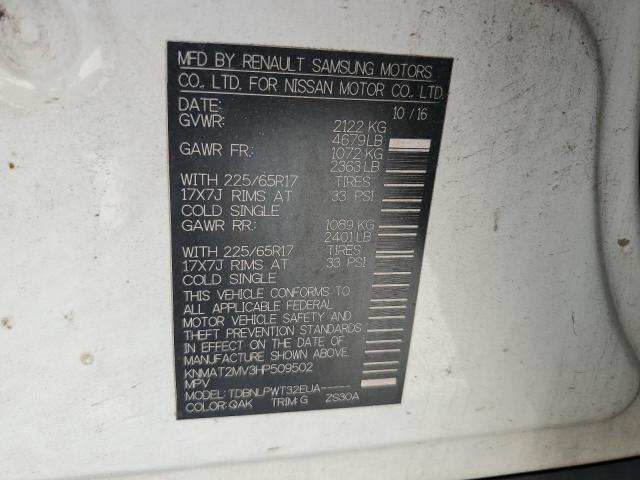 MFD BY RENAULT SAMSUNG MOTORS
CO., LTD. FOR NISSAN MOTOR CO., LTD.
DATE: 10 / 16
GVWR: 2122 KG
4679 LB
GAWR FR: 1072 KG
2363 LB
WITH 225/65R17 TIRES
17X7J RIMS AT 33 PSI
COLD SINGLE
GAWR RR: 1089 KG
2401 LB
WITH 225/65R17 TIRES
17X7J RIMS AT 33 PSI
COLD SINGLE
THIS VEHICLE CONFORMS TO
ALL APPLICABLE FEDERAL
MOTOR VEHICLE SAFETY AND
THEFT PREVENTION STANDARDS
IN EFFECT ON THE DATE OF
MANUFACTURE SHOWN ABOVE.
KNMAT2MV3HP509502
MPV
MODEL: TDBNLPWT32EUA-----
COLOR: QAK TRIM: G ZS30A